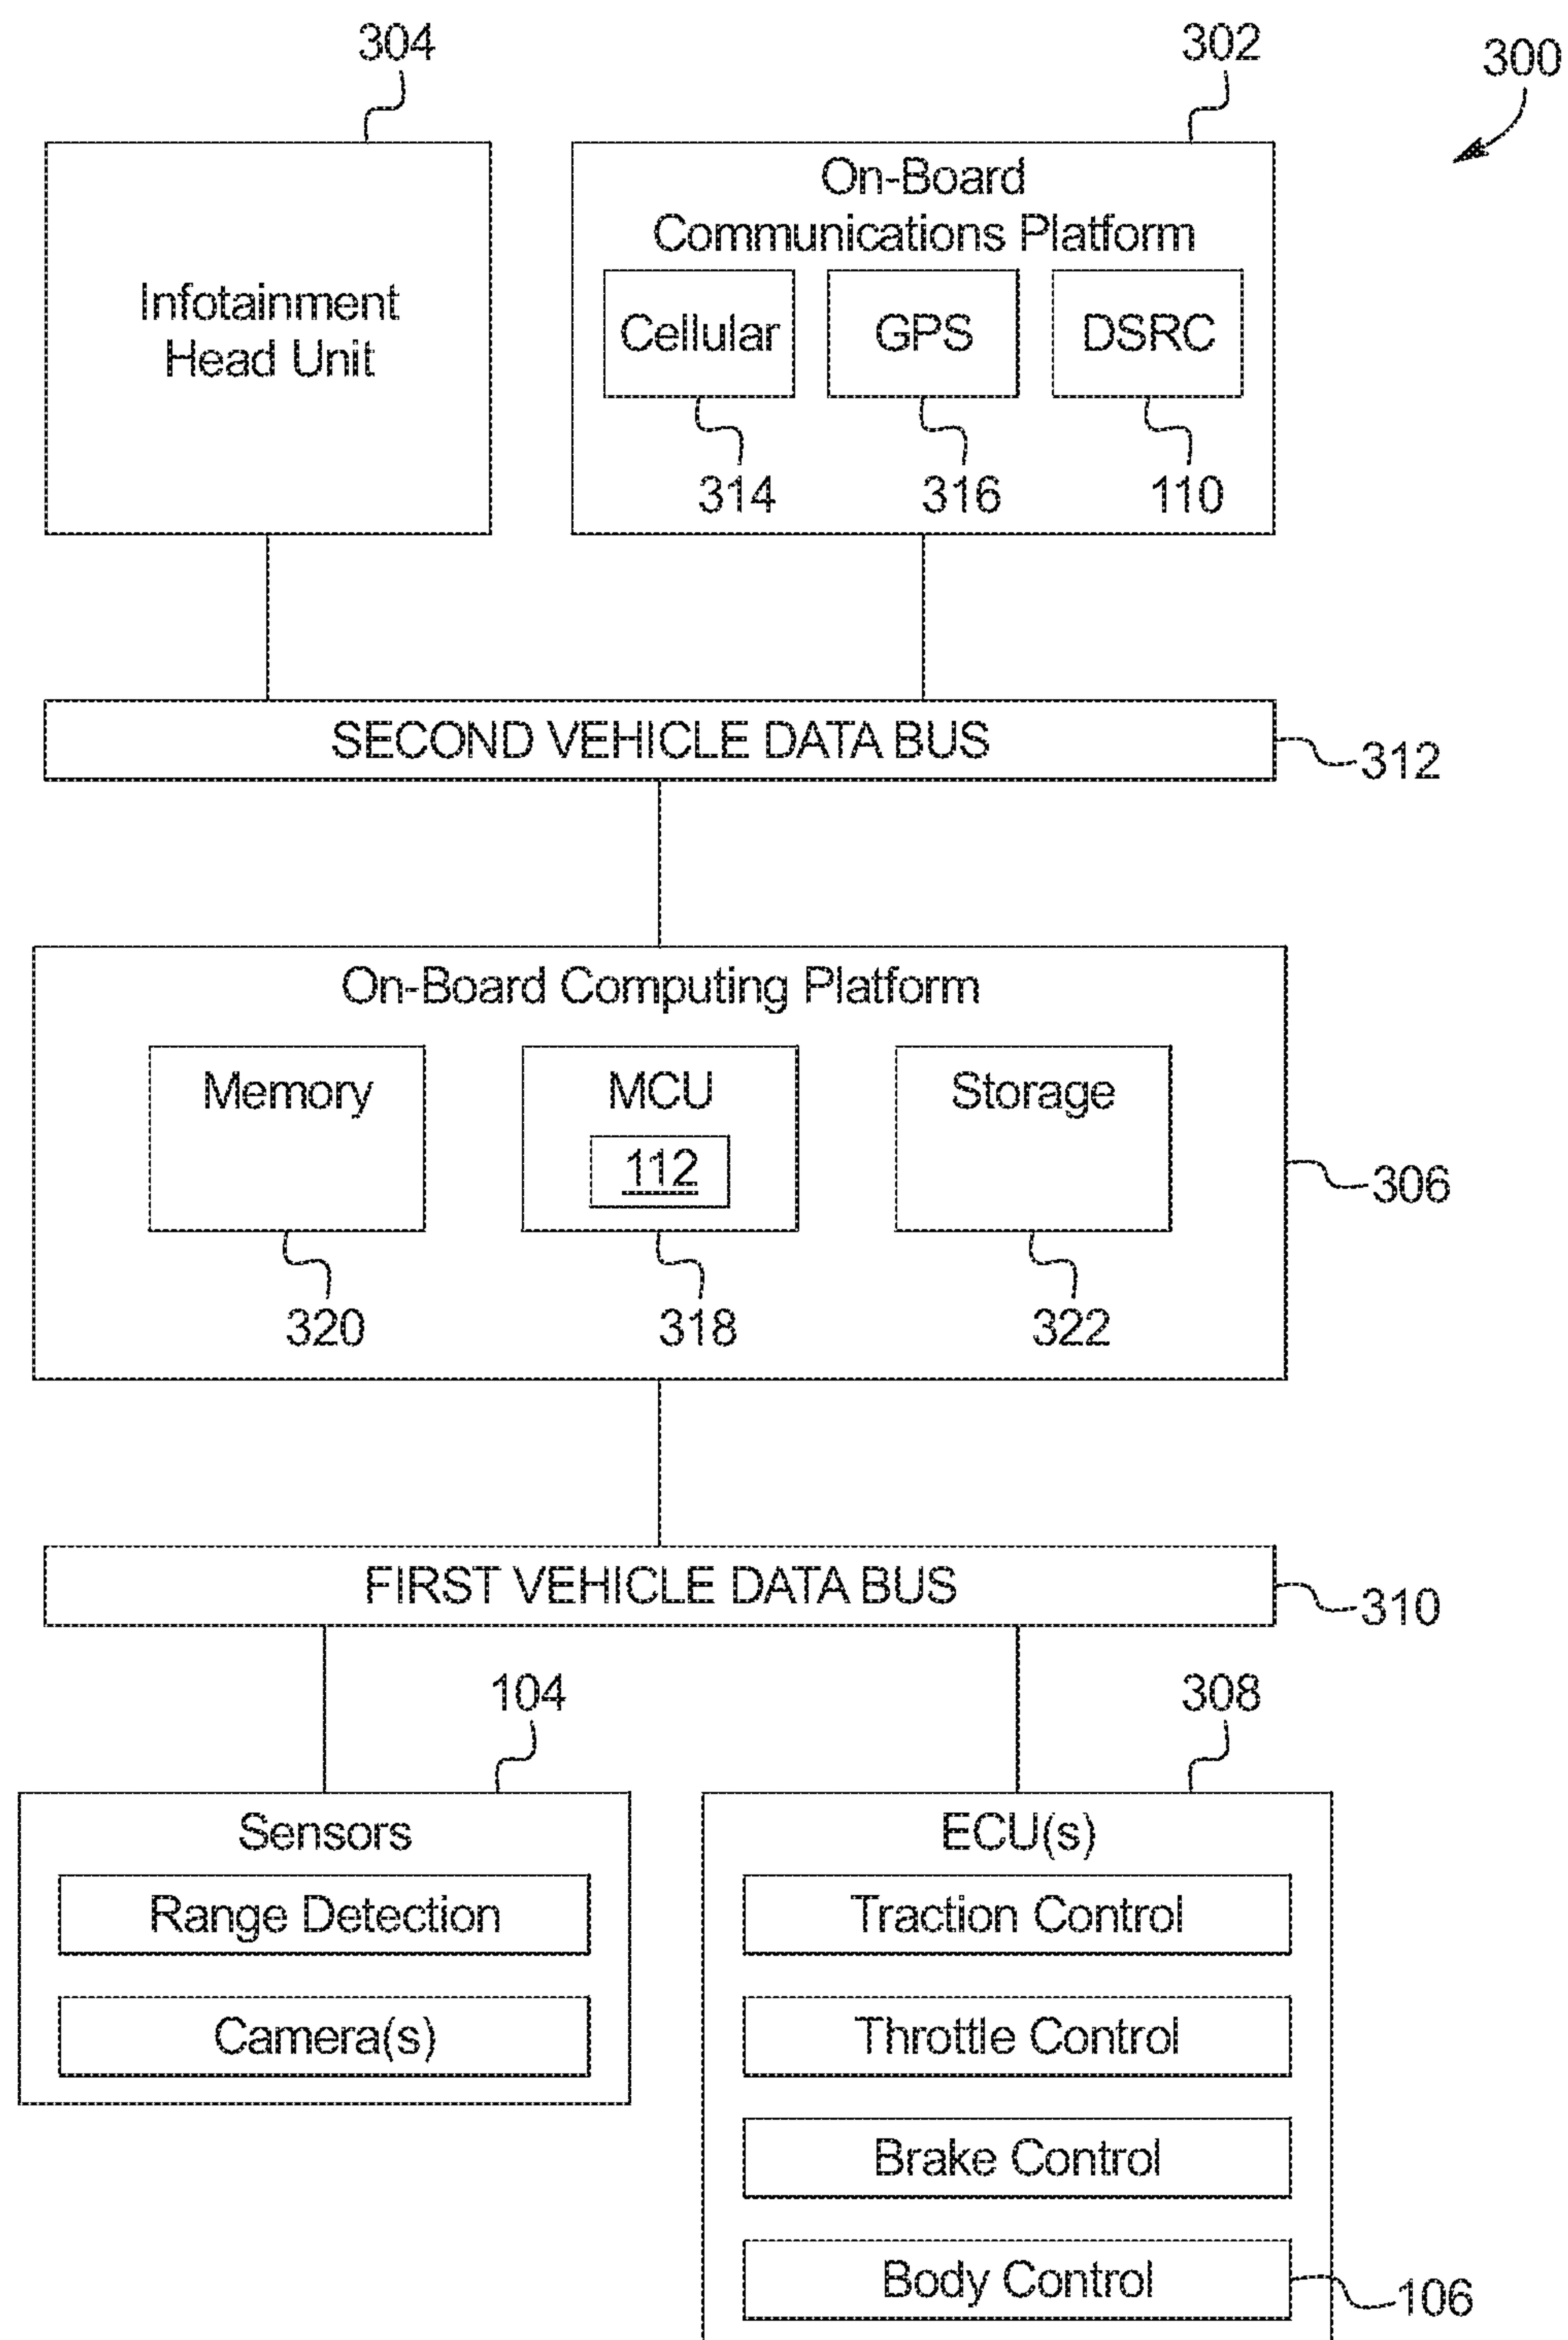 304
302
300
On-Board
Communications Platform
Infotainment
Head Unit
Cellular
GPS
DSRC
314
316
110
SECOND VEHICLE DATA BUS
312
On-Board Computing Platform
Memory
MCU
Storage
112
306
320
318
322
FIRST VEHICLE DATA BUS
310
104
308
Sensors
ECU(s)
Range Detection
Traction Control
Camera(s)
Throttle Control
Brake Control
Body Control
106